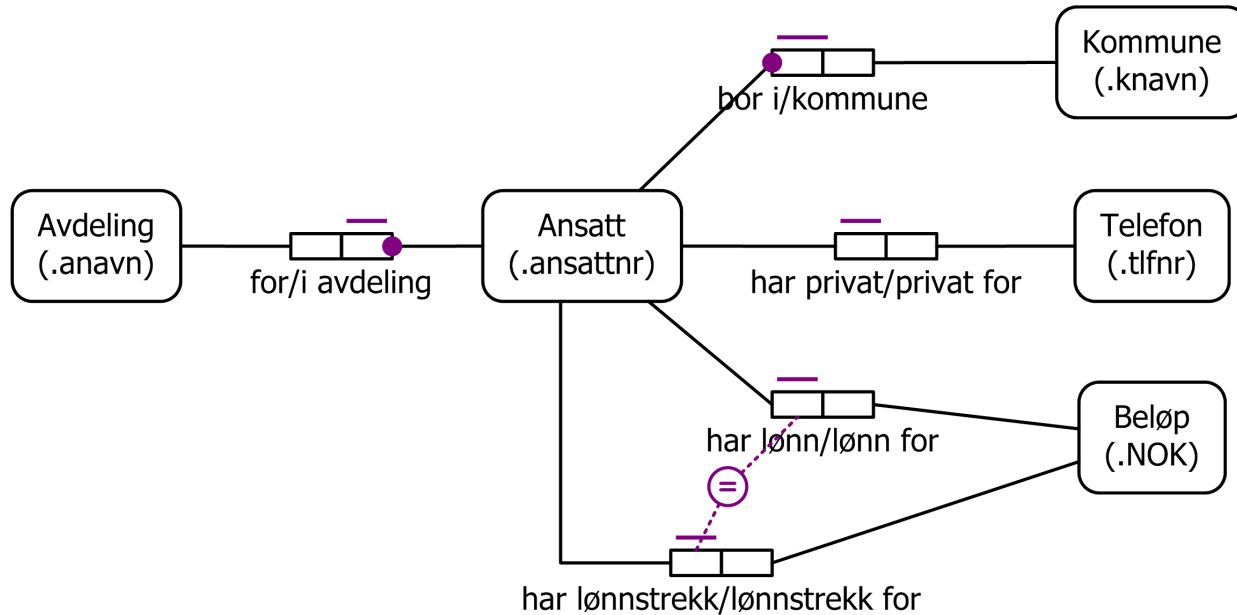 Kommune
(.knavn)
bor i/kommune
Avdeling
(.anavn)
for/i avdeling
Ansatt
(.ansattnr)
har privat/privat for
Telefon
(.tlfnr)
har lønn/lønn for
Beløp
(.NOK)
=
har lønnstrekk/lønnstrekk for